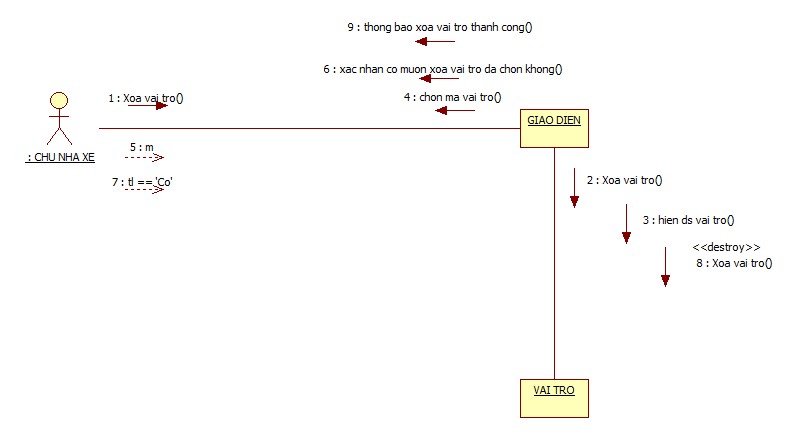 9 : thong bao xoa vai tro thanh cong()
6 : xac nhan co muon xoa vai tro da chon khong()
1 : Xoa vai tro()
4 : chon ma vai tro()
GIAO DIEN
: CHU NHA XE
5 : m
7 : tl == 'Co'
2 : Xoa vai tro()
3 : hien ds vai tro()
<<destroy>>
8 : Xoa vai tro()
VAI TRO